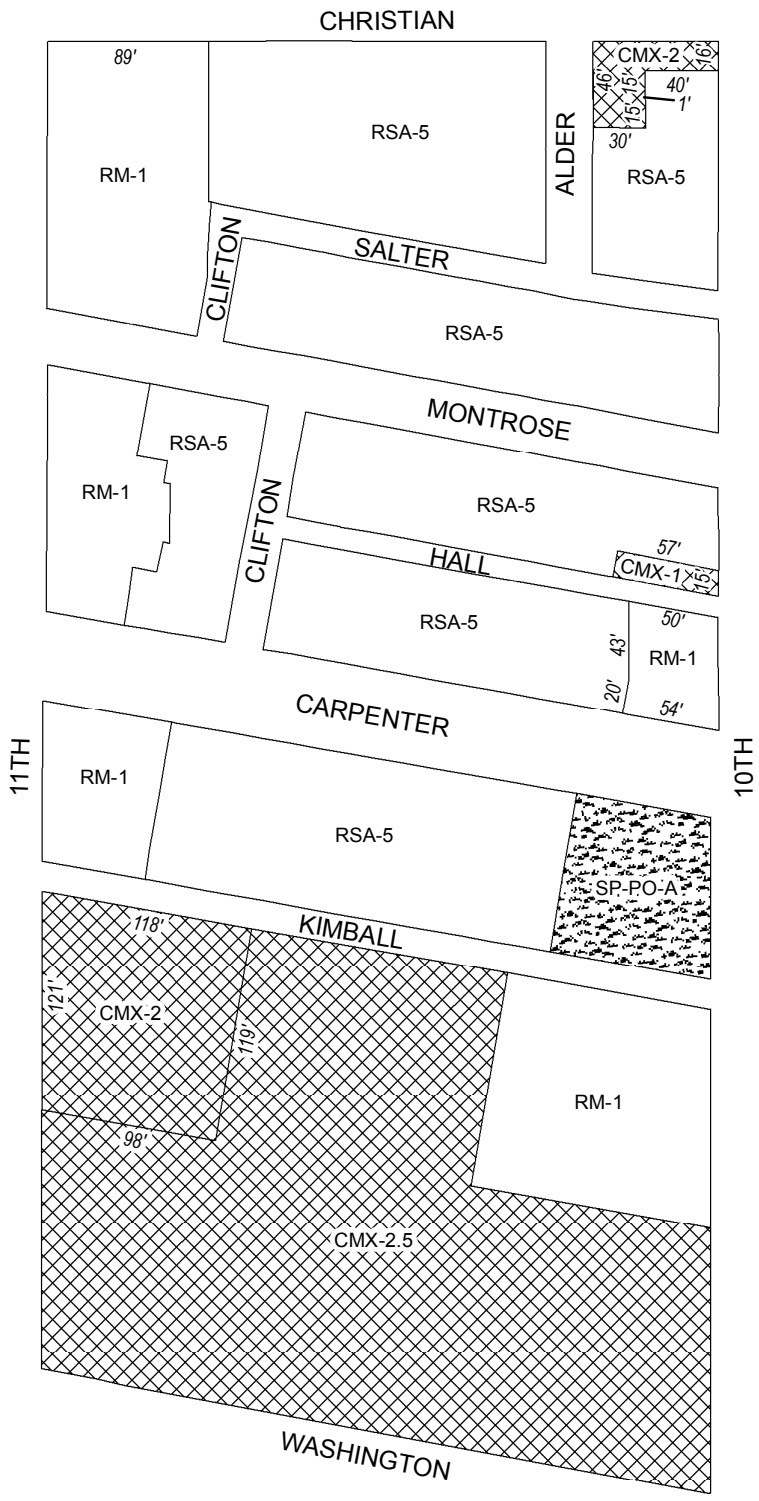 CHRISTIAN
89'
CMX-2
16'
46'
15'
40'
1'
15'
30'
RSA-5
ALDER
RM-1
RSA-5
CLIFTON
SALTER
RSA-5
MONTROSE
RSA-5
RM-1
RSA-5
CLIFTON
57'
HALL
CMX-1
15'
RSA-5
50'
43'
RM-1
20'
54'
CARPENTER
11TH
10TH
RM-1
RSA-5
SP-PO-A
KIMBALL
118'
121'
CMX-2
119'
98'
RM-1
CMX-2.5
WASHINGTON